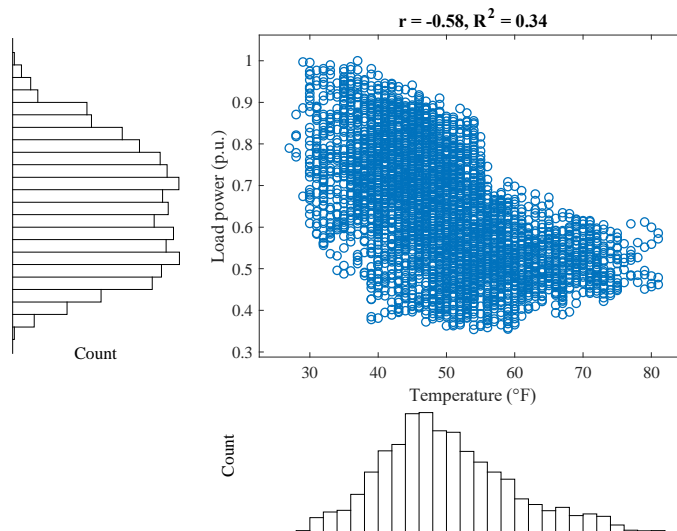 r = -0.58, R² = 0.34
1
0.9
0.8
0.7
0.6
0.5
0.4
0.3
Load power (p.u.)
30
40
50
60
70
80
Temperature (°F)
Count
Count